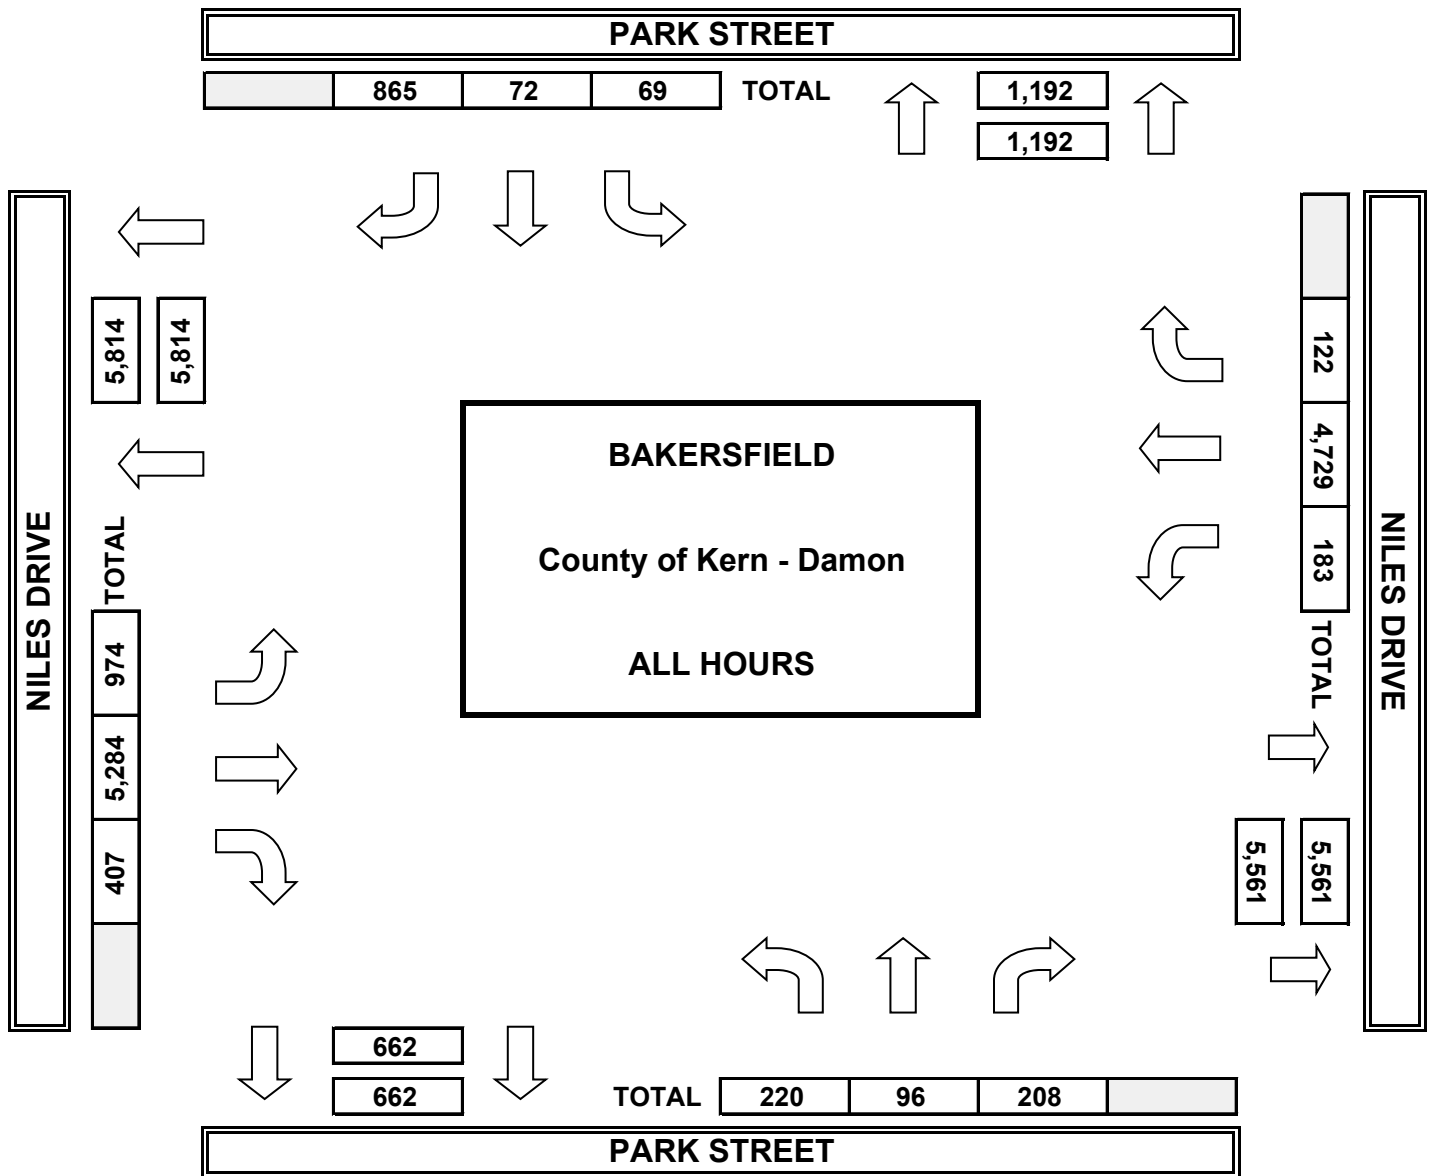 PARK STREET
865 72 69 TOTAL 1,192
1,192
NILES DRIVE
5,814 5,814
TOTAL
974
5,284
407
BAKERSFIELD
County of Kern - Damon
ALL HOURS
122
4,729
183
TOTAL
5,561 5,561
NILES DRIVE
662
662 TOTAL 220 96 208
PARK STREET